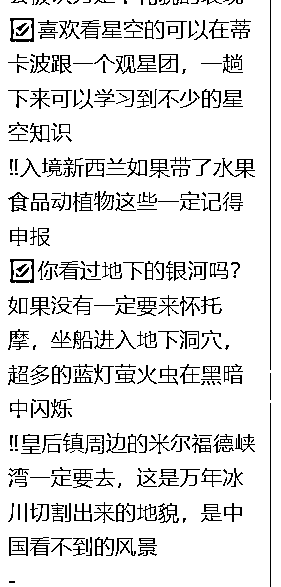 ☑喜欢看星空的可以在蒂
卡波跟一个观星团，一趟
下来可以学习到不少的星
空知识
‼入境新西兰如果带了水果
食品动植物这些一定记得
申报
☑你看过地下的银河吗？
如果没有一定要来怀托
摩，坐船进入地下洞穴，
超多的蓝灯萤火虫在黑暗
中闪烁
‼皇后镇周边的米尔福德峡
湾一定要去，这是万年冰
川切割出来的地貌，是中
国看不到的风景
-